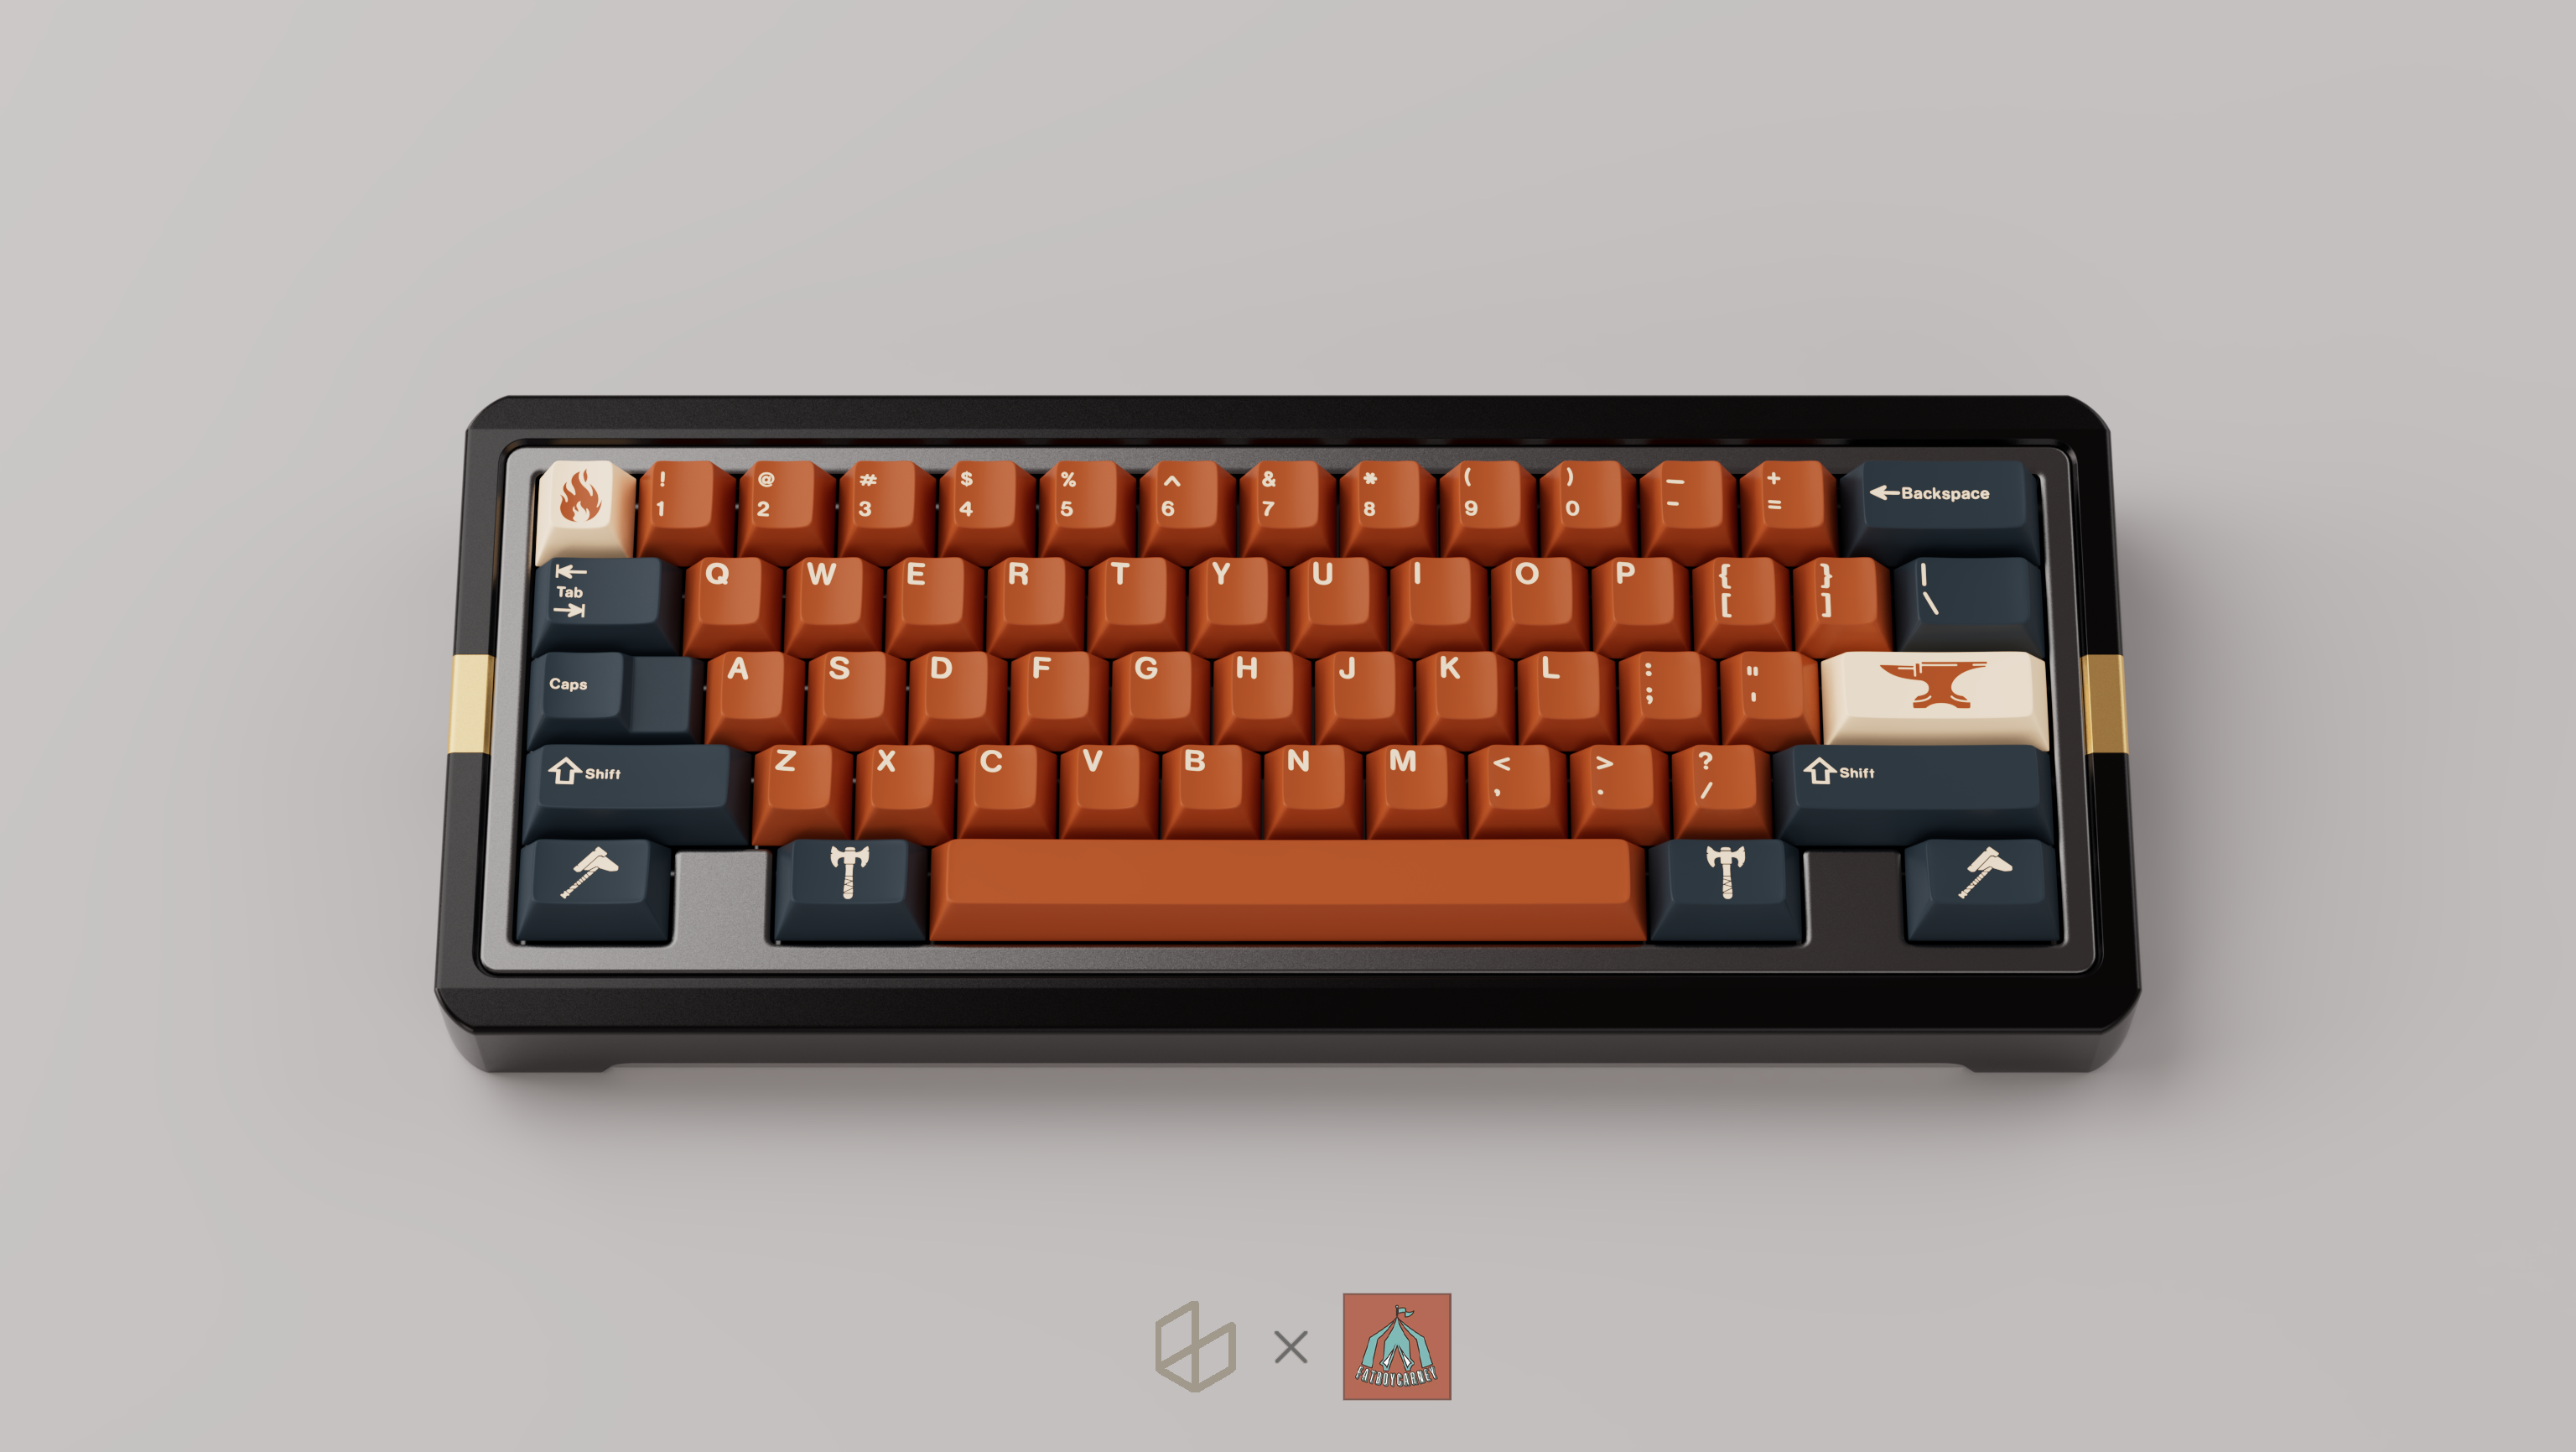 ! @ # $ % ^ & * ( ) _ +
1 2 3 4 5 6 7 8 9 0 - = ←Backspace
Tab Q W E R T Y U I O P { } |
[ ] \
Caps A S D F G H J K L : "
; '
Shift Z X C V B N M < > ? Shift
, . /
FATBOYCARNEY